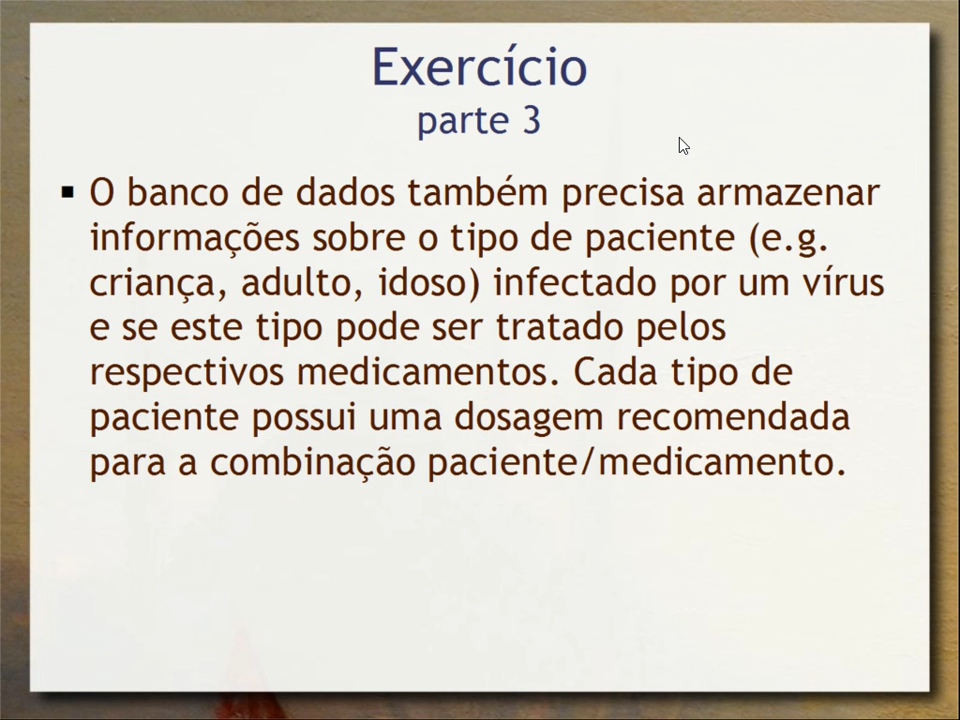 Exercício
parte 3
▪ O banco de dados também precisa armazenar
informações sobre o tipo de paciente (e.g.
criança, adulto, idoso) infectado por um vírus
e se este tipo pode ser tratado pelos
respectivos medicamentos. Cada tipo de
paciente possui uma dosagem recomendada
para a combinação paciente/medicamento.